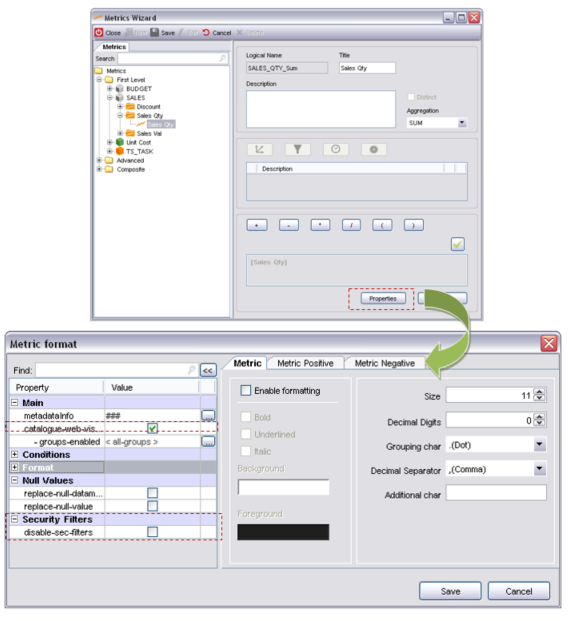 Metrics Wizard
Close
Save
Cancel
Metrics
Search
Metrics
First Level
BUDGET
SALES
Discount
Sales Qty
Sales Qty
Sales Val
Unit Cost
TS_TASK
Advanced
Composite
Logical Name
Title
SALES_QTY_Sum
Sales Qty
Description
Distinct
Aggregation
SUM
Description
+ - * / ( )
[Sales Qty]
Properties
Metric format
Find:
<<
Property Value
Main
metadataInfo ###
catalogue-web-vis...
- groups-enabled < all-groups >
Conditions
Format
Null Values
replace-null-datam...
replace-null-value
Security Filters
disable-sec-filters
Metric Metric Positive Metric Negative
Enable formatting
Bold
Underlined
Italic
Background
Foreground
Size 11
Decimal Digits 0
Grouping char .(Dot)
Decimal Separator ,(Comma)
Additional char
Save Cancel